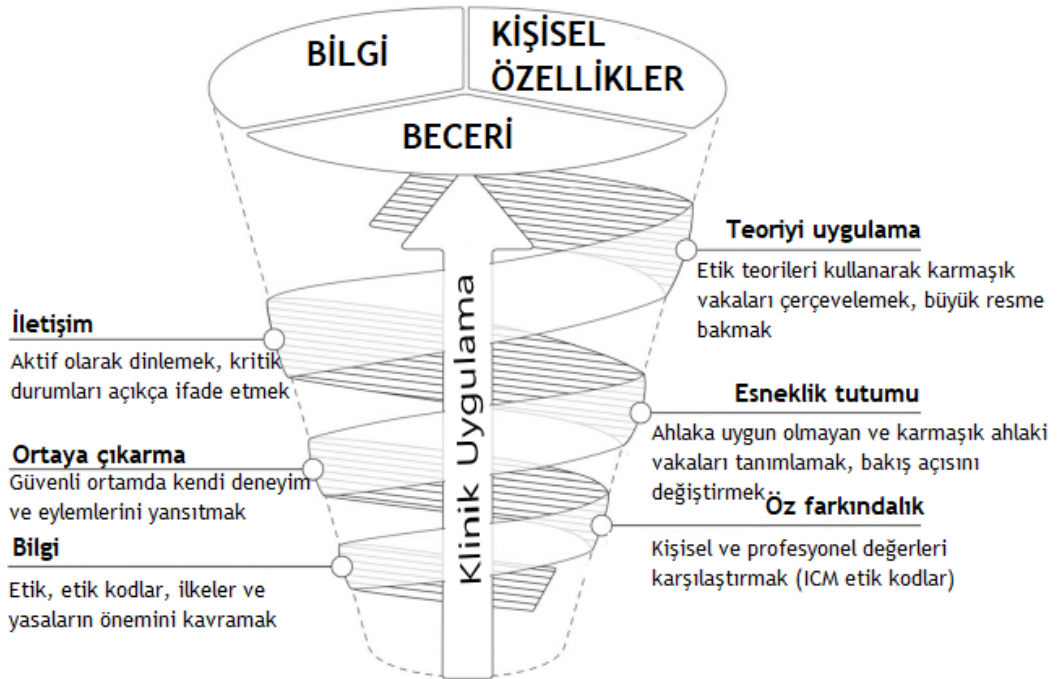 BİLGİ
KİŞİSEL
ÖZELLİKLER
BECERİ
Klinik Uygulama
Teoriyi uygulama
Etik teorileri kullanarak karmaşık
vakaları çerçevelemek, büyük resme
bakmak
İletişim
Aktif olarak dinlemek, kritik
durumları açıkça ifade etmek
Esneklik tutumu
Ahlaka uygun olmayan ve karmaşık ahlaki
vakaları tanımlamak, bakış açısını
değiştirmek
Ortaya çıkarma
Güvenli ortamda kendi deneyim
ve eylemlerini yansıtmak
Öz farkındalık
Kişisel ve profesyonel değerleri
karşılaştırmak (ICM etik kodlar)
Bilgi
Etik, etik kodlar, ilkeler ve
yasaların önemini kavramak